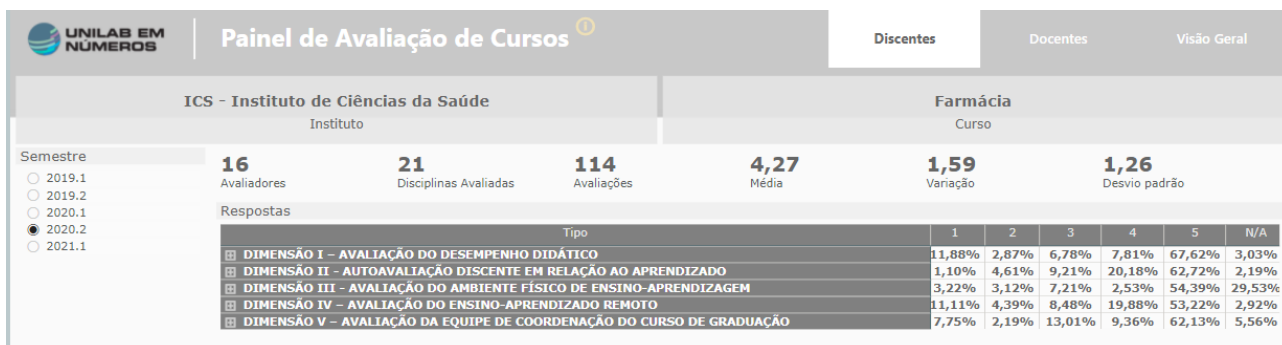 UNILAB EM NÚMEROS
Painel de Avaliação de Cursos
Discentes Docentes Visão Geral
ICS - Instituto de Ciências da Saúde
Instituto
Farmácia
Curso
Semestre
2019.1
2019.2
2020.1
2020.2
2021.1
16 21 114 4,27 1,59 1,26
Avaliadores Disciplinas Avaliadas Avaliações Média Variação Desvio padrão
Respostas
Tipo 1 2 3 4 5 N/A
DIMENSÃO I – AVALIAÇÃO DO DESEMPENHO DIDÁTICO 11,88% 2,87% 6,78% 7,81% 67,62% 3,03%
DIMENSÃO II - AUTOAVALIAÇÃO DISCENTE EM RELAÇÃO AO APRENDIZADO 1,10% 4,61% 9,21% 20,18% 62,72% 2,19%
DIMENSÃO III - AVALIAÇÃO DO AMBIENTE FÍSICO DE ENSINO-APRENDIZAGEM 3,22% 3,12% 7,21% 2,53% 54,39% 29,53%
DIMENSÃO IV – AVALIAÇÃO DO ENSINO-APRENDIZADO REMOTO 11,11% 4,39% 8,48% 19,88% 53,22% 2,92%
DIMENSÃO V – AVALIAÇÃO DA EQUIPE DE COORDENAÇÃO DO CURSO DE GRADUAÇÃO 7,75% 2,19% 13,01% 9,36% 62,13% 5,56%